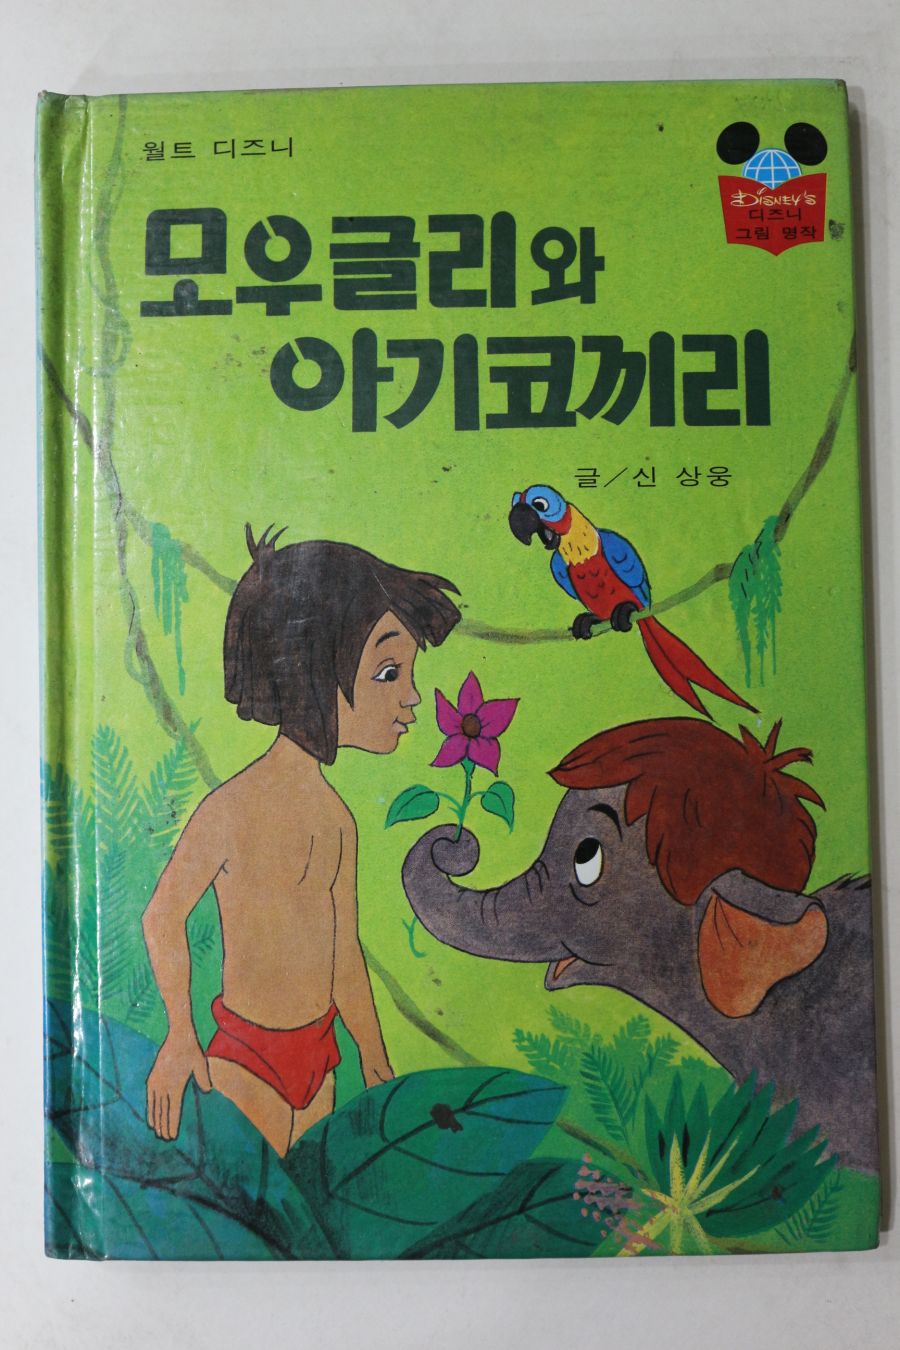 월트 디즈니
DISNEY'S
디즈니
그림 명작
모우글리와
아기코끼리
글/신 상웅